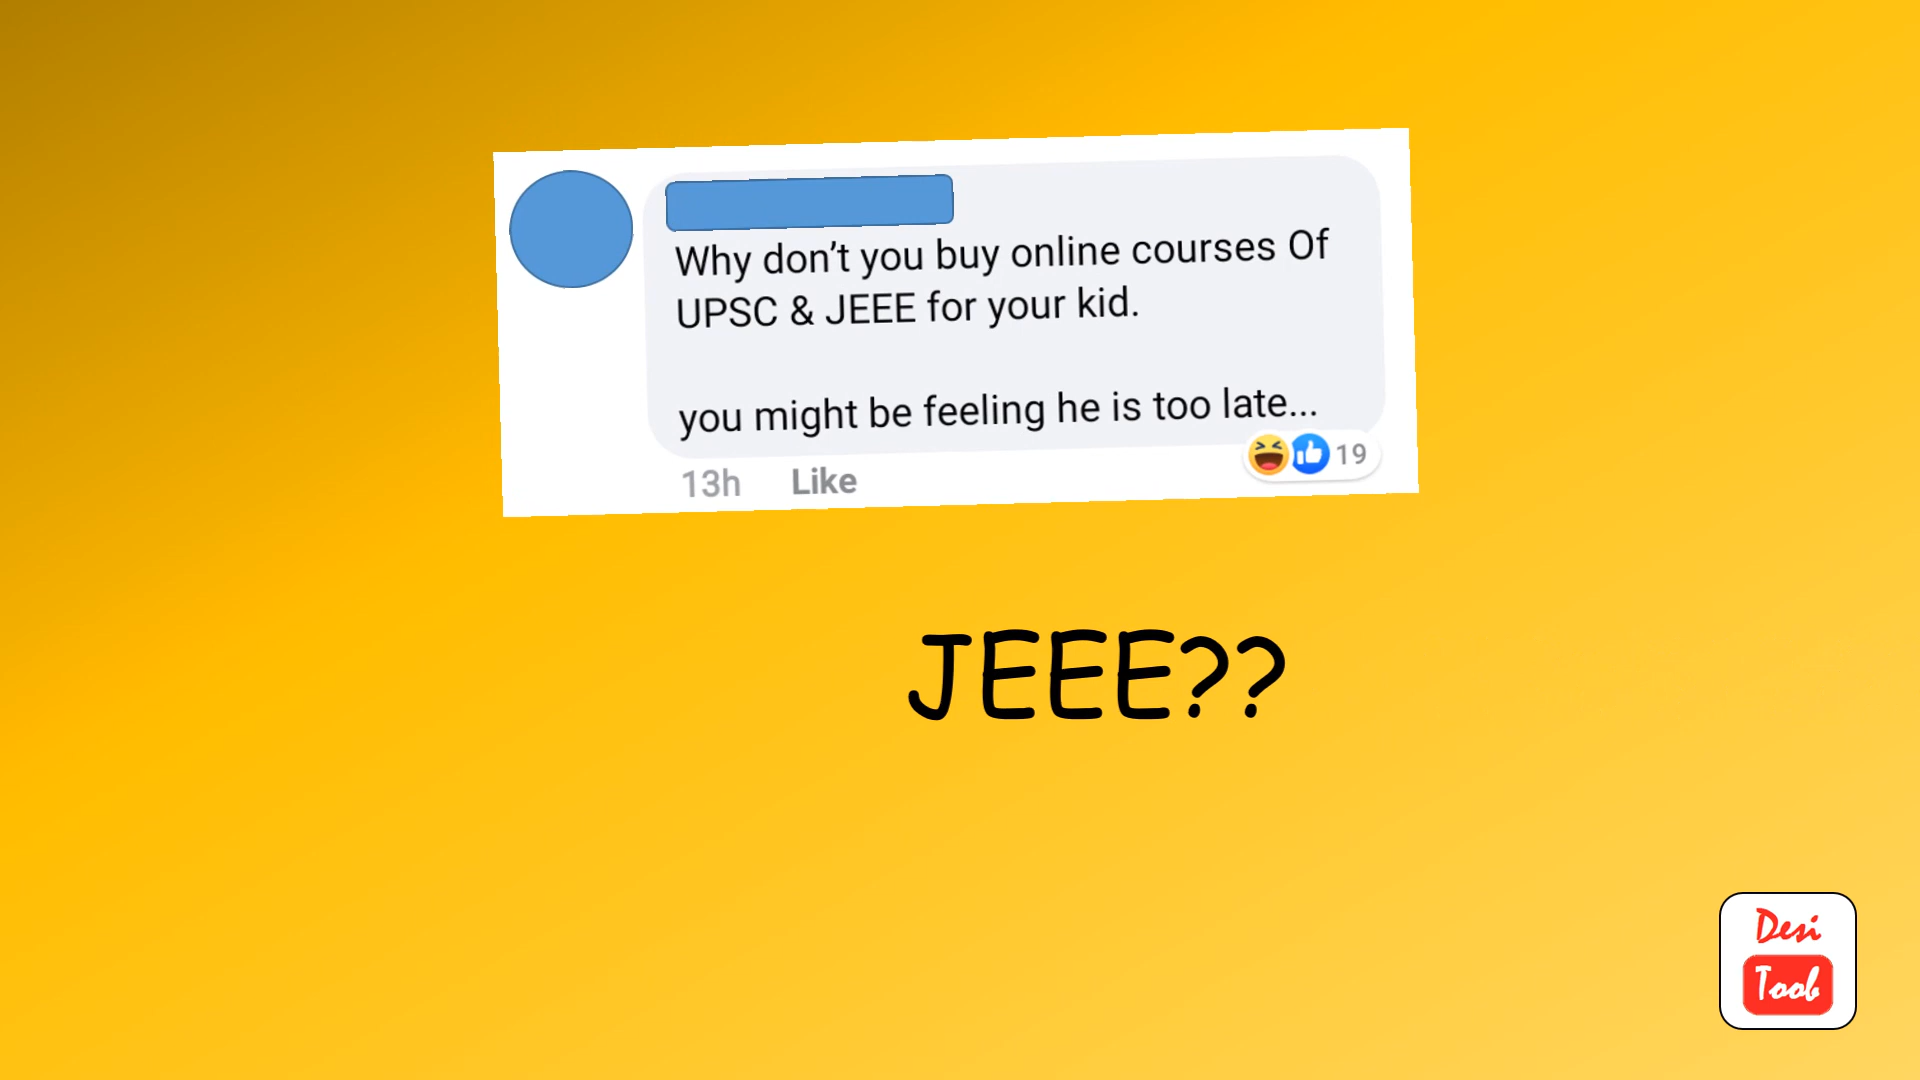 Why don't you buy online courses Of
UPSC & JEEE for your kid.
you might be feeling he is too late...
13h Like 19
JEEE??
Desi
Toob